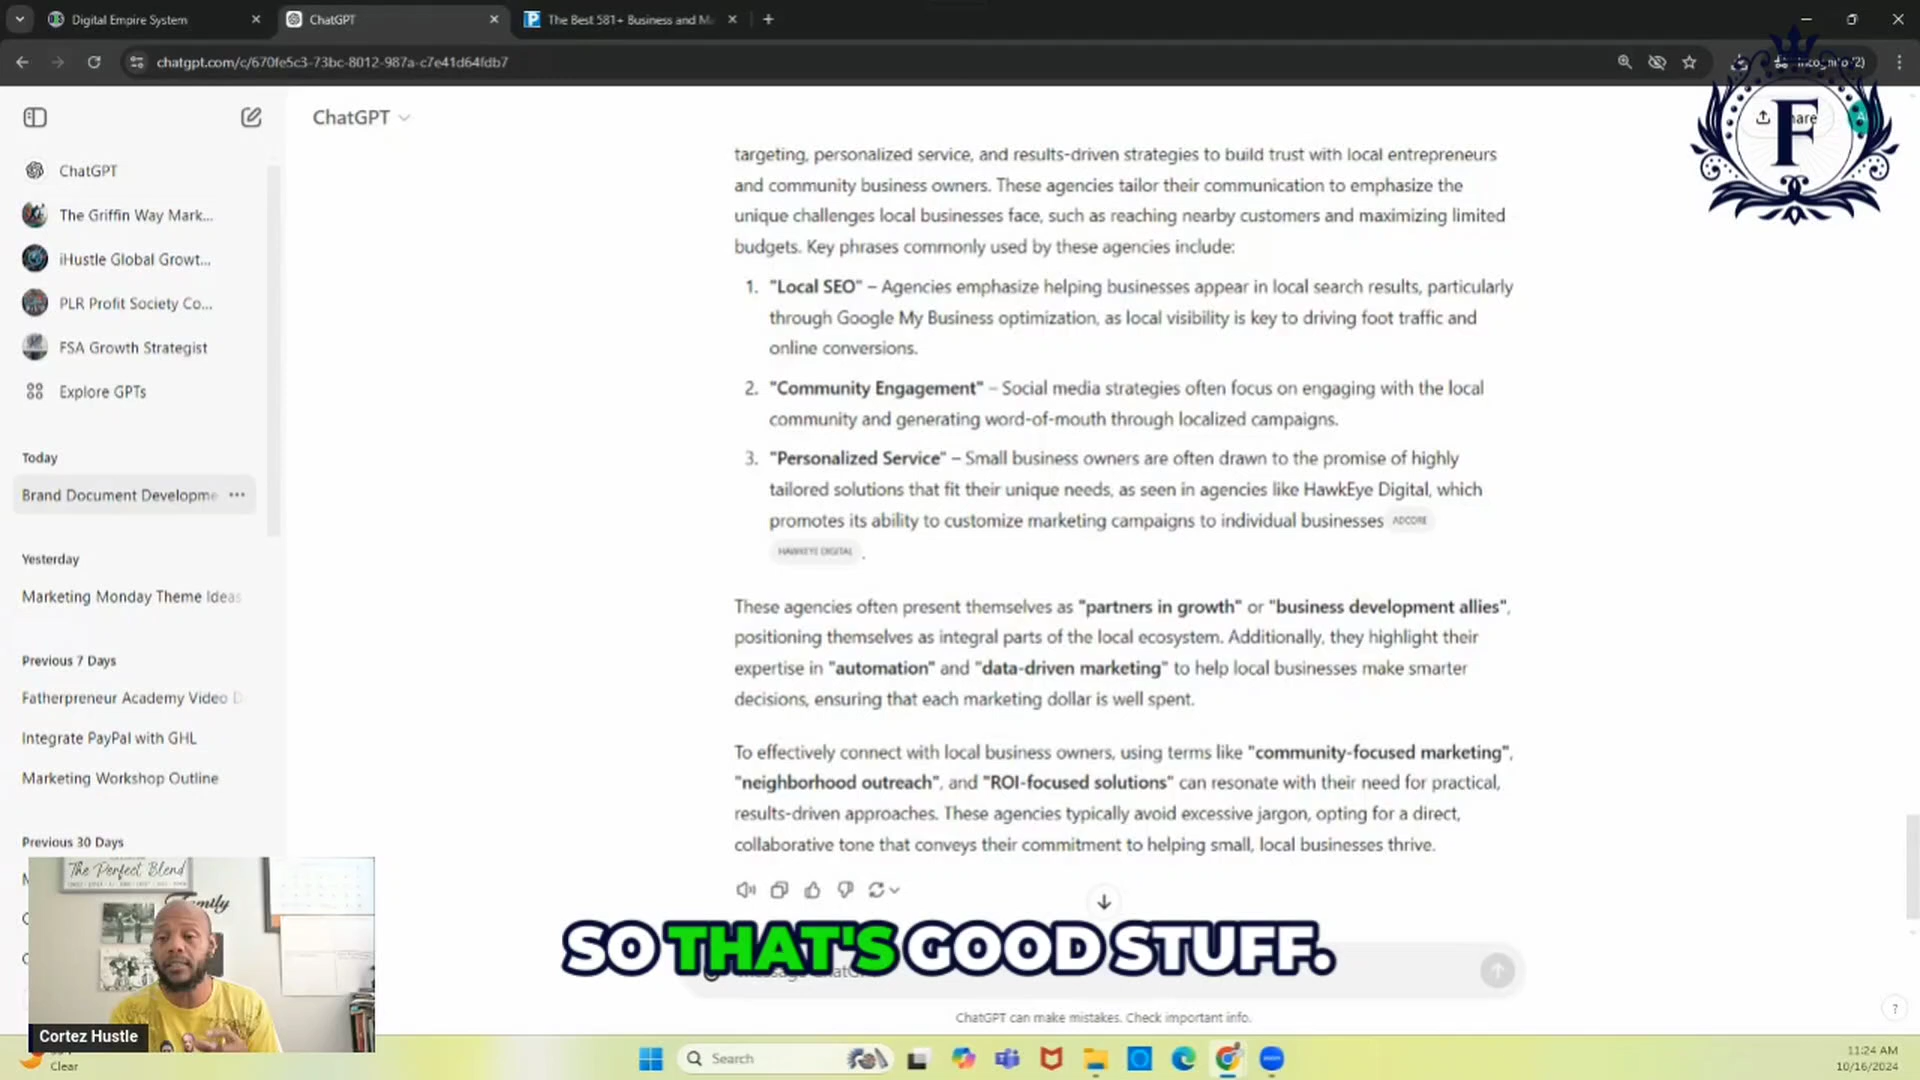 Digital Empire System
ChatGPT
The Best 581+ Business and Ma
chatgpt.com/c/670fe5c3-73bc-8012-987a-c7e41d64fdb7
Incognito (2)
ChatGPT
F
hare
ChatGPT
The Griffin Way Mark...
iHustle Global Growt...
PLR Profit Society Co...
FSA Growth Strategist
Explore GPTs
Today
Brand Document Developme
Yesterday
Marketing Monday Theme Ideas
Previous 7 Days
Fatherpreneur Academy Video D
Integrate PayPal with GHL
Marketing Workshop Outline
Previous 30 Days
targeting, personalized service, and results-driven strategies to build trust with local entrepreneurs
and community business owners. These agencies tailor their communication to emphasize the
unique challenges local businesses face, such as reaching nearby customers and maximizing limited
budgets. Key phrases commonly used by these agencies include:
1. "Local SEO" – Agencies emphasize helping businesses appear in local search results, particularly
through Google My Business optimization, as local visibility is key to driving foot traffic and
online conversions.
2. "Community Engagement" – Social media strategies often focus on engaging with the local
community and generating word-of-mouth through localized campaigns.
3. "Personalized Service" – Small business owners are often drawn to the promise of highly
tailored solutions that fit their unique needs, as seen in agencies like HawkEye Digital, which
promotes its ability to customize marketing campaigns to individual businesses ADCORE
HAWKEYE DIGITAL .
These agencies often present themselves as "partners in growth" or "business development allies",
positioning themselves as integral parts of the local ecosystem. Additionally, they highlight their
expertise in "automation" and "data-driven marketing" to help local businesses make smarter
decisions, ensuring that each marketing dollar is well spent.
To effectively connect with local business owners, using terms like "community-focused marketing",
"neighborhood outreach", and "ROI-focused solutions" can resonate with their need for practical,
results-driven approaches. These agencies typically avoid excessive jargon, opting for a direct,
collaborative tone that conveys their commitment to helping small, local businesses thrive.
SO THAT'S GOOD STUFF.
ChatGPT can make mistakes. Check important info.
?
The Perfect Blend
Family
Cortez Hustle
Clear
Search
11:24 AM
10/16/2024